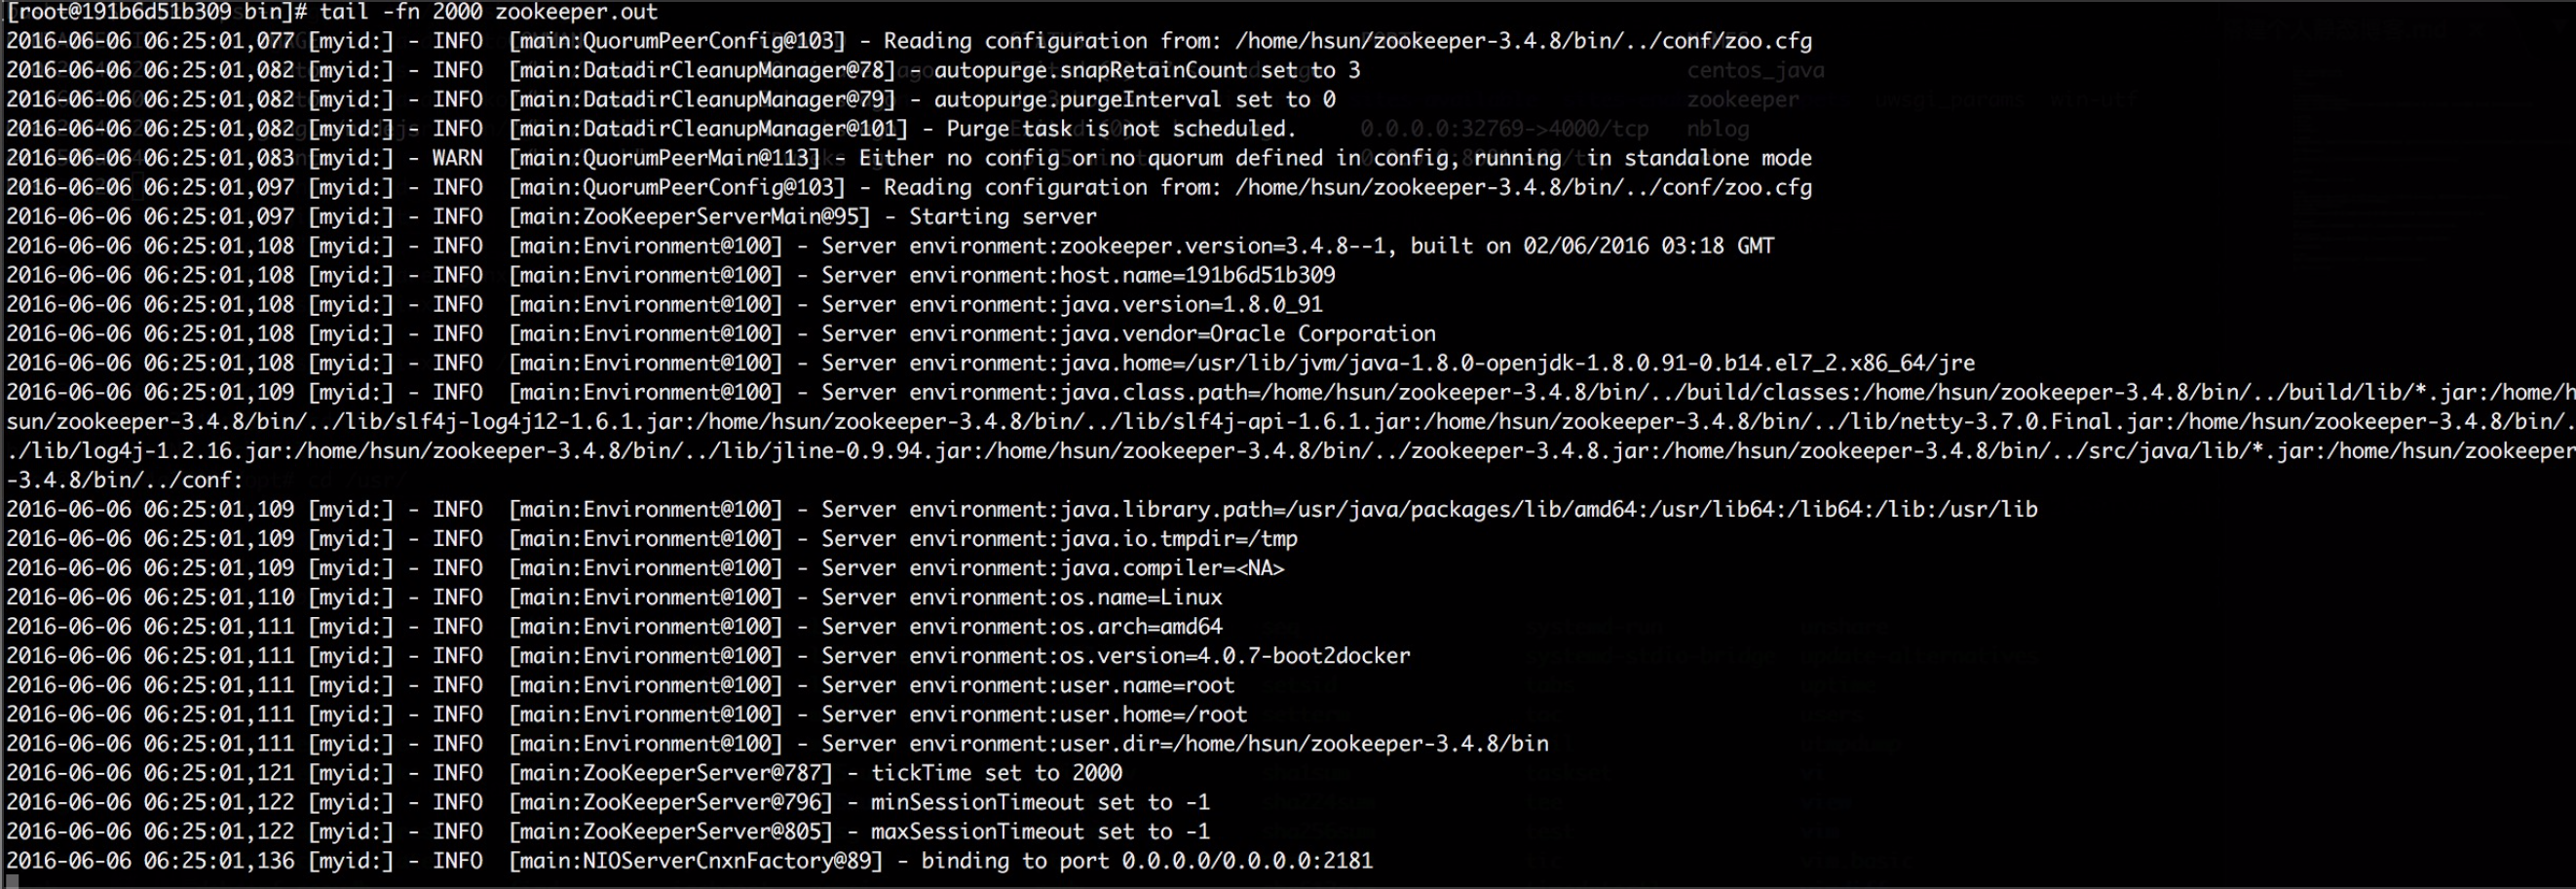 [root@191b6d51b309 bin]# tail -fn 2000 zookeeper.out
2016-06-06 06:25:01,077 [myid:] - INFO  [main:QuorumPeerConfig@103] - Reading configuration from: /home/hsun/zookeeper-3.4.8/bin/../conf/zoo.cfg
2016-06-06 06:25:01,082 [myid:] - INFO  [main:DatadirCleanupManager@78] - autopurge.snapRetainCount set to 3
centos_java
2016-06-06 06:25:01,082 [myid:] - INFO  [main:DatadirCleanupManager@79] - autopurge.purgeInterval set to 0
zookeeper uwsgi_params win-utf
2016-06-06 06:25:01,082 [myid:] - INFO  [main:DatadirCleanupManager@101] - Purge task is not scheduled.
0.0.0.0:32769->4000/tcp nblog
2016-06-06 06:25:01,083 [myid:] - WARN  [main:QuorumPeerMain@113] - Either no config or no quorum defined in config, running  in standalone mode
2016-06-06 06:25:01,097 [myid:] - INFO  [main:QuorumPeerConfig@103] - Reading configuration from: /home/hsun/zookeeper-3.4.8/bin/../conf/zoo.cfg
2016-06-06 06:25:01,097 [myid:] - INFO  [main:ZooKeeperServerMain@95] - Starting server
2016-06-06 06:25:01,108 [myid:] - INFO  [main:Environment@100] - Server environment:zookeeper.version=3.4.8--1, built on 02/06/2016 03:18 GMT
2016-06-06 06:25:01,108 [myid:] - INFO  [main:Environment@100] - Server environment:host.name=191b6d51b309
2016-06-06 06:25:01,108 [myid:] - INFO  [main:Environment@100] - Server environment:java.version=1.8.0_91
2016-06-06 06:25:01,108 [myid:] - INFO  [main:Environment@100] - Server environment:java.vendor=Oracle Corporation
2016-06-06 06:25:01,108 [myid:] - INFO  [main:Environment@100] - Server environment:java.home=/usr/lib/jvm/java-1.8.0-openjdk-1.8.0.91-0.b14.el7_2.x86_64/jre
2016-06-06 06:25:01,109 [myid:] - INFO  [main:Environment@100] - Server environment:java.class.path=/home/hsun/zookeeper-3.4.8/bin/../build/classes:/home/hsun/zookeeper-3.4.8/bin/../build/lib/*.jar:/home/h
sun/zookeeper-3.4.8/bin/../lib/slf4j-log4j12-1.6.1.jar:/home/hsun/zookeeper-3.4.8/bin/../lib/slf4j-api-1.6.1.jar:/home/hsun/zookeeper-3.4.8/bin/../lib/netty-3.7.0.Final.jar:/home/hsun/zookeeper-3.4.8/bin/.
./lib/log4j-1.2.16.jar:/home/hsun/zookeeper-3.4.8/bin/../lib/jline-0.9.94.jar:/home/hsun/zookeeper-3.4.8/bin/../zookeeper-3.4.8.jar:/home/hsun/zookeeper-3.4.8/bin/../src/java/lib/*.jar:/home/hsun/zookeeper
-3.4.8/bin/../conf:
cd /usr/
2016-06-06 06:25:01,109 [myid:] - INFO  [main:Environment@100] - Server environment:java.library.path=/usr/java/packages/lib/amd64:/usr/lib64:/lib64:/lib:/usr/lib
2016-06-06 06:25:01,109 [myid:] - INFO  [main:Environment@100] - Server environment:java.io.tmpdir=/tmp
2016-06-06 06:25:01,109 [myid:] - INFO  [main:Environment@100] - Server environment:java.compiler=<NA>
2016-06-06 06:25:01,110 [myid:] - INFO  [main:Environment@100] - Server environment:os.name=Linux
2016-06-06 06:25:01,111 [myid:] - INFO  [main:Environment@100] - Server environment:os.arch=amd64
2016-06-06 06:25:01,111 [myid:] - INFO  [main:Environment@100] - Server environment:os.version=4.0.7-boot2docker
2016-06-06 06:25:01,111 [myid:] - INFO  [main:Environment@100] - Server environment:user.name=root
2016-06-06 06:25:01,111 [myid:] - INFO  [main:Environment@100] - Server environment:user.home=/root
2016-06-06 06:25:01,111 [myid:] - INFO  [main:Environment@100] - Server environment:user.dir=/home/hsun/zookeeper-3.4.8/bin
2016-06-06 06:25:01,121 [myid:] - INFO  [main:ZooKeeperServer@787] - tickTime set to 2000
2016-06-06 06:25:01,122 [myid:] - INFO  [main:ZooKeeperServer@796] - minSessionTimeout set to -1
2016-06-06 06:25:01,122 [myid:] - INFO  [main:ZooKeeperServer@805] - maxSessionTimeout set to -1
2016-06-06 06:25:01,136 [myid:] - INFO  [main:NIOServerCnxnFactory@89] - binding to port 0.0.0.0/0.0.0.0:2181